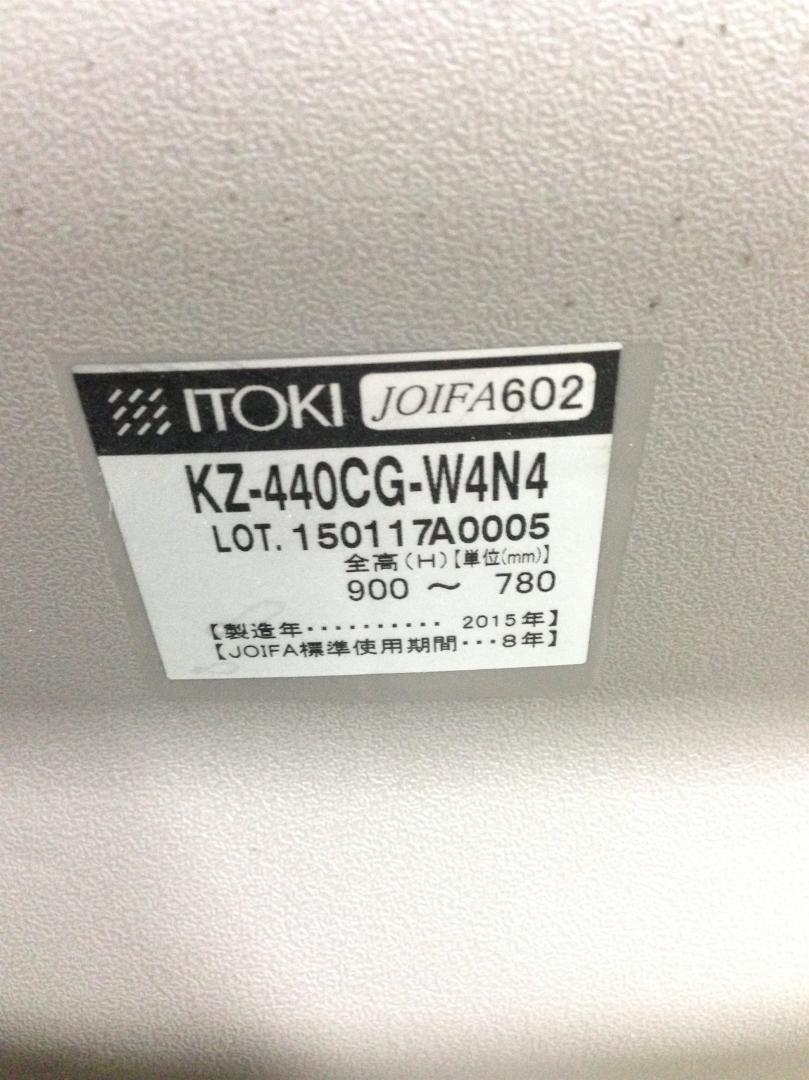 ITOKI JOIFA602
KZ-440CG-W4N4
LOT. 150117A0005
全高(H)【単位(mm)】
900 ～ 780
【製造年・・・・・・・・・・ 2015年】
【JOIFA標準使用期間・・・8年】